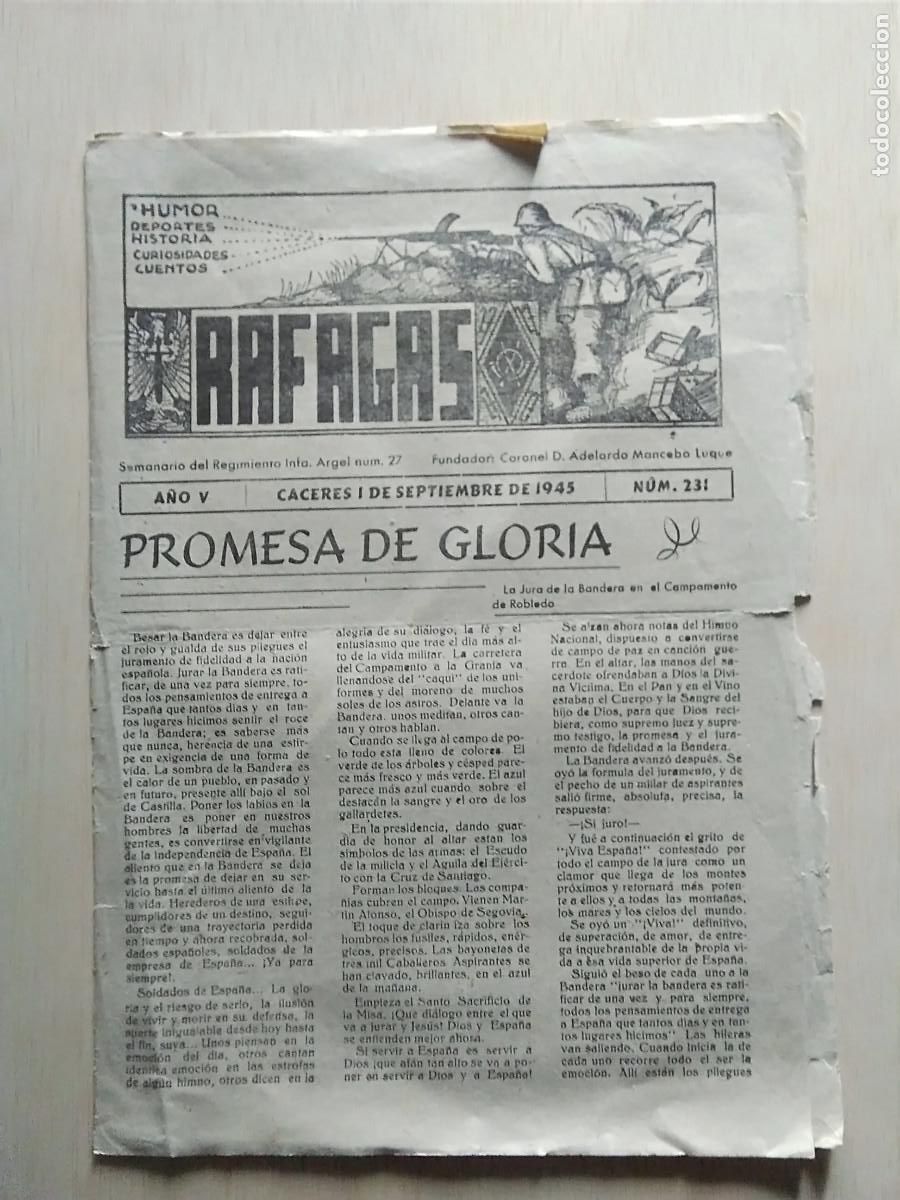 HUMOR
DEPORTES
HISTORIA
CURIOSIDADES
CUENTOS
RAFAGAS
Semanario del Regimiento Infa. Argel num. 27 Fundador: Coronel D. Adelardo Mancebo Luque
AÑO V CACERES 1 DE SEPTIEMBRE DE 1945 NÚM. 231
PROMESA DE GLORIA
La Jura de la Bandera en el Campamento
de Robledo
Besar la Bandera es dejar entre
el rojo y gualda de sus pliegues el
juramento de fidelidad a la nación
española. Jurar la Bandera es rati-
ficar, de una vez para siempre, to-
dos los pensamientos de entrega a
España que tantos días y en tan-
tos lugares hicimos sentir el roce
de la Bandera; es saberse más
que nunca, herencia de una estir-
pe en exigencia de una forma de
vida. La sombra de la Bandera es
el calor de un pueblo, en pasado y
en futuro, presente allí bajo el sol
de Castilla. Poner los labios en la
Bandera es poner en nuestros
hombres la libertad de muchas
gentes, es convertirse en vigilante
de la Independencia de España. El
aliento que en la Bandera se deja
es la promesa de dejar en su ser-
vicio hasta el último aliento de la
la vida. Herederos de una estirpe,
cumplidores de un destino, segui-
dores de una trayectoria perdida
en tiempo y ahora recobrada, sol-
dados españoles, soldados de la
empresa de España... ¡Ya para
siempre!.
Soldados de España... La glo-
ria y el riesgo de serlo, la ilusión
de vivir y morir en su defensa, la
suerte inigualable desde hoy hasta
el fin, suya... Unos piensan en la
emoción del día, otros cantan
identica emoción en las estrofas
de algún himno, otros dicen en la
alegria de su diálogo, la fé y el
entusiasmo que trae el día más al-
to de la vida militar. La carretera
del Campamento a la Granja va
llenandose del "caqui" de los uni-
formes y del moreno de muchos
soles de los astros. Delante va la
Bandera, unos meditan, otros can-
tan y otros hablan.
Cuando se llega al campo de po-
lo todo esta lleno de colores. El
verde de los árboles y césped pare-
ce más fresco y más verde. El azul
parece más azul cuando sobre el
destacan la sangre y el oro de los
gallardetes.
En la presidencia, dando guar-
dia de honor al altar estan los
simbolos de las armas: el Escudo
de la milicia y el Aguila del Ejérci-
to con la Cruz de Santiago.
Forman los bloques. Las compa-
ñias cubren el campo. Vienen Mar-
tin Alonso, el Obispo de Segovia.
El toque de clarin iza sobre los
hombros los fusiles, rápidos, enér-
gicos, precisos. Las bayonetas de
tres mil Caballeros Aspirantes se
han clavado, brillantes, en el azul
de la mañana.
Empieza el Santo Sacrificio de
la Misa. ¡Que diálogo entre el que
va a jurar y Jesús! Dios y España
se entienden mejor ahora.
Si servir a España es servir a
Dios ¡que afán tan alto se va a po-
ner en servir a Dios y a España!
Se alzan ahora notas del Himno
Nacional, dispuesto a convertirse
de campo de paz en canción gue-
rra. En el altar, las manos del sa-
cerdote ofrendaban a Dios la Divi-
na Victima. En el Pan y en el Vino
estaban el Cuerpo y la Sangre del
hijo de Dios, para que Dios reci-
biera, como supremo juez y supre-
mo testigo, la promesa y el jura-
mento de fidelidad a la Bandera.
La Bandera avanzó después. Se
oyó la formula del juramento, y de
el pecho de un millar de aspirantes
salió firme, absoluta, precisa, la
respuesta:
—¡Si juro!—
Y fué a continuación el grito de
"¡Viva España!" contestado por
todo el campo de la jura como un
clamor que llega de los montes
próximos y retornará más poten-
te a ellos y a todas las montañas,
los mares y los cielos del mundo.
Se oyó un "¡Viva!" definitivo,
de superación, de amor, de entre-
ga inquebrantable de la propia vi-
da a esa vida superior de España.
Siguió el beso de cada uno a la
Bandera "jurar la bandera es rati-
ficar de una vez y para siempre,
todos los pensamientos de entrega
a España que tantos días y en tan-
tos lugares hicimos" Las hileras
van saliendo. Cuando inicia la de
cada uno recorre todo el ser la
emoción. Allí están los pliegues
todocoleccion